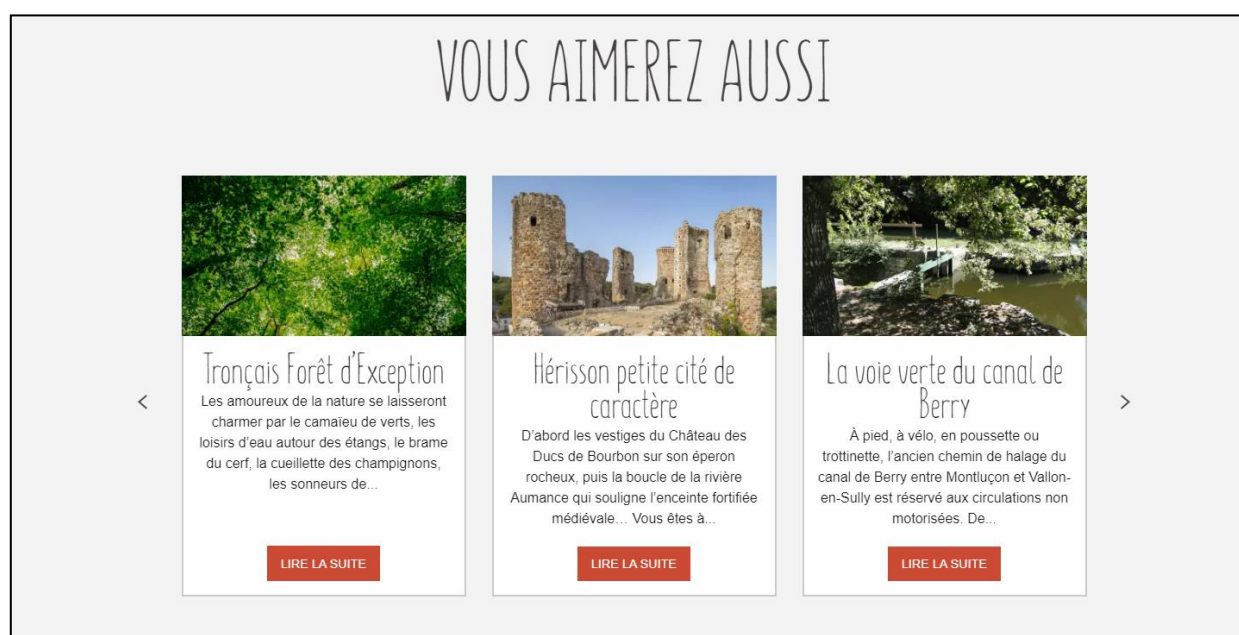 VOUS AIMEREZ AUSSI
Tronçais Forêt d'Exception
Les amoureux de la nature se laisseront
charmer par le camaïeu de verts, les
loisirs d'eau autour des étangs, le brame
du cerf, la cueillette des champignons,
les sonneurs de...
LIRE LA SUITE
Hérisson petite cité de
caractère
D'abord les vestiges du Château des
Ducs de Bourbon sur son éperon
rocheux, puis la boucle de la rivière
Aumance qui souligne l'enceinte fortifiée
médiévale… Vous êtes à...
LIRE LA SUITE
La voie verte du canal de
Berry
À pied, à vélo, en poussette ou
trottinette, l'ancien chemin de halage du
canal de Berry entre Montluçon et Vallon-
en-Sully est réservé aux circulations non
motorisées. De...
LIRE LA SUITE